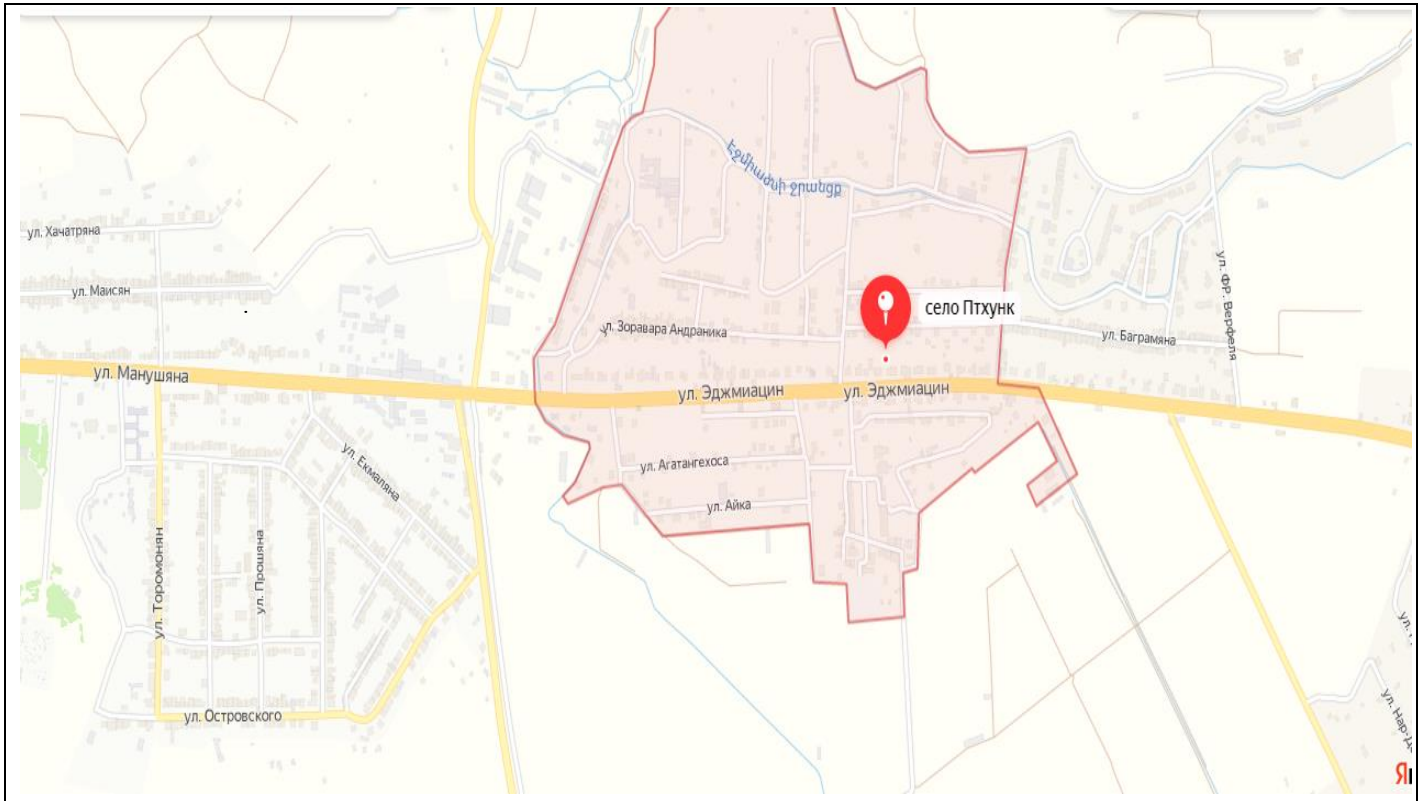 Էջմիածնի ջրանցք
ул. Хачатряна
ул. Маисян
ул. Зоравара Андраника
село Птхунк
ул. Баграмяна
ул. ФР. Верфеля
ул. Манушяна
ул. Эджмиацин
ул. Эджмиацин
ул. Екмаляна
ул. Агатангехоса
ул. Айка
ул. Торомонян
ул. Прошяна
ул. Островского